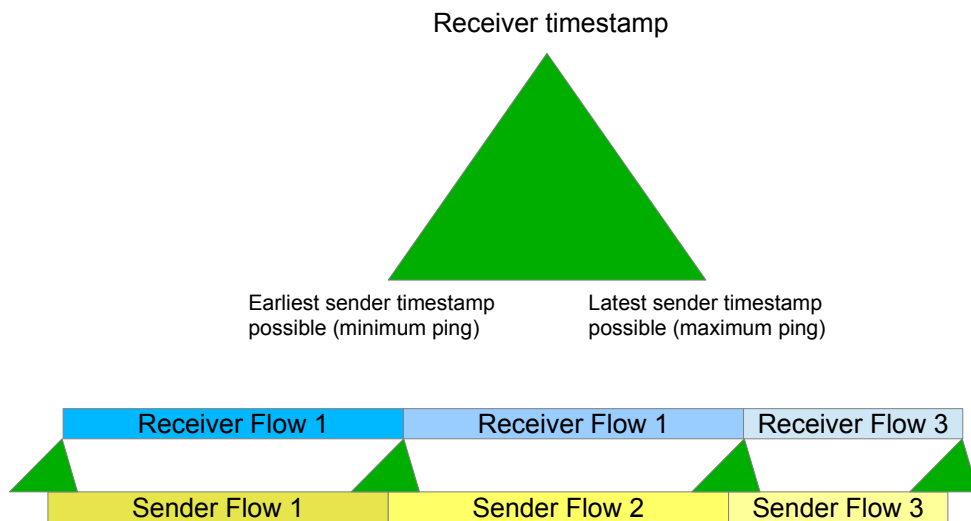 Receiver timestamp
Earliest sender timestamp
possible (minimum ping)
Latest sender timestamp
possible (maximum ping)
Receiver Flow 1
Receiver Flow 1
Receiver Flow 3
Sender Flow 1
Sender Flow 2
Sender Flow 3